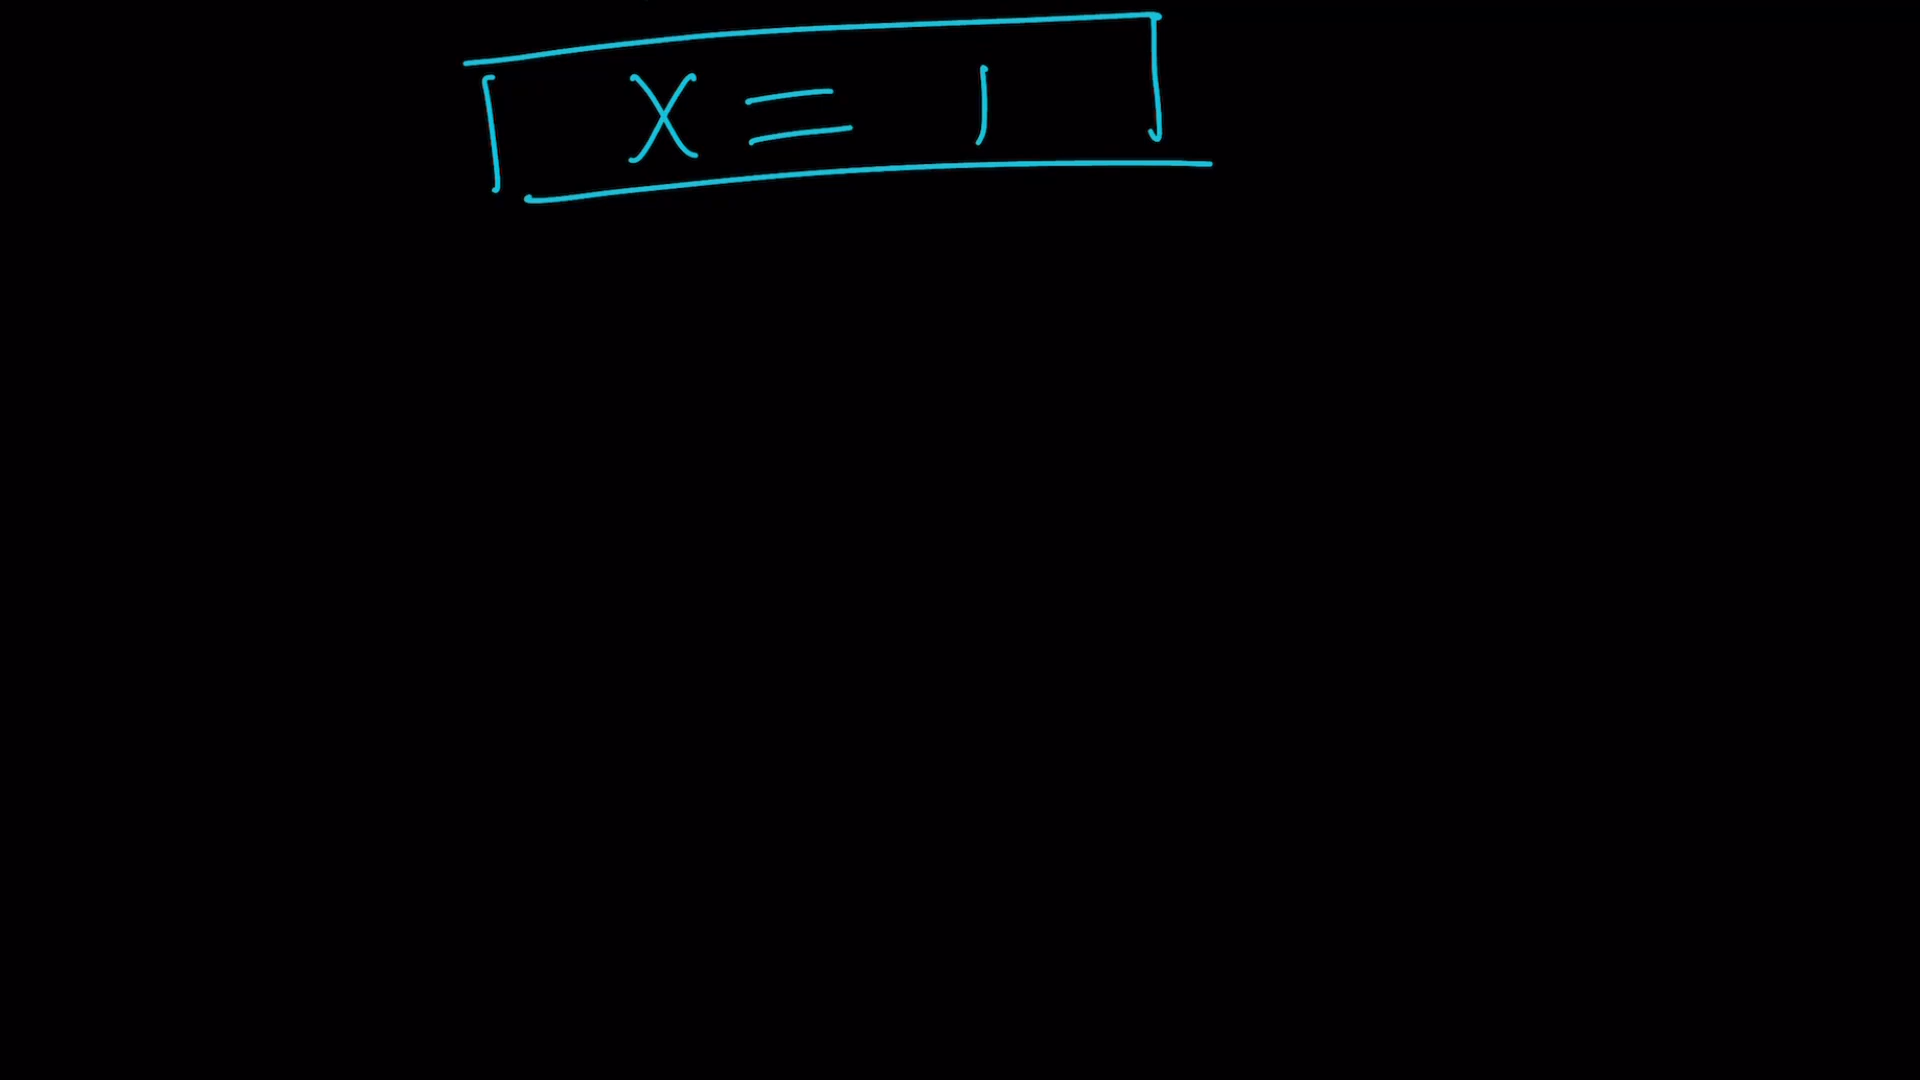 X = 1